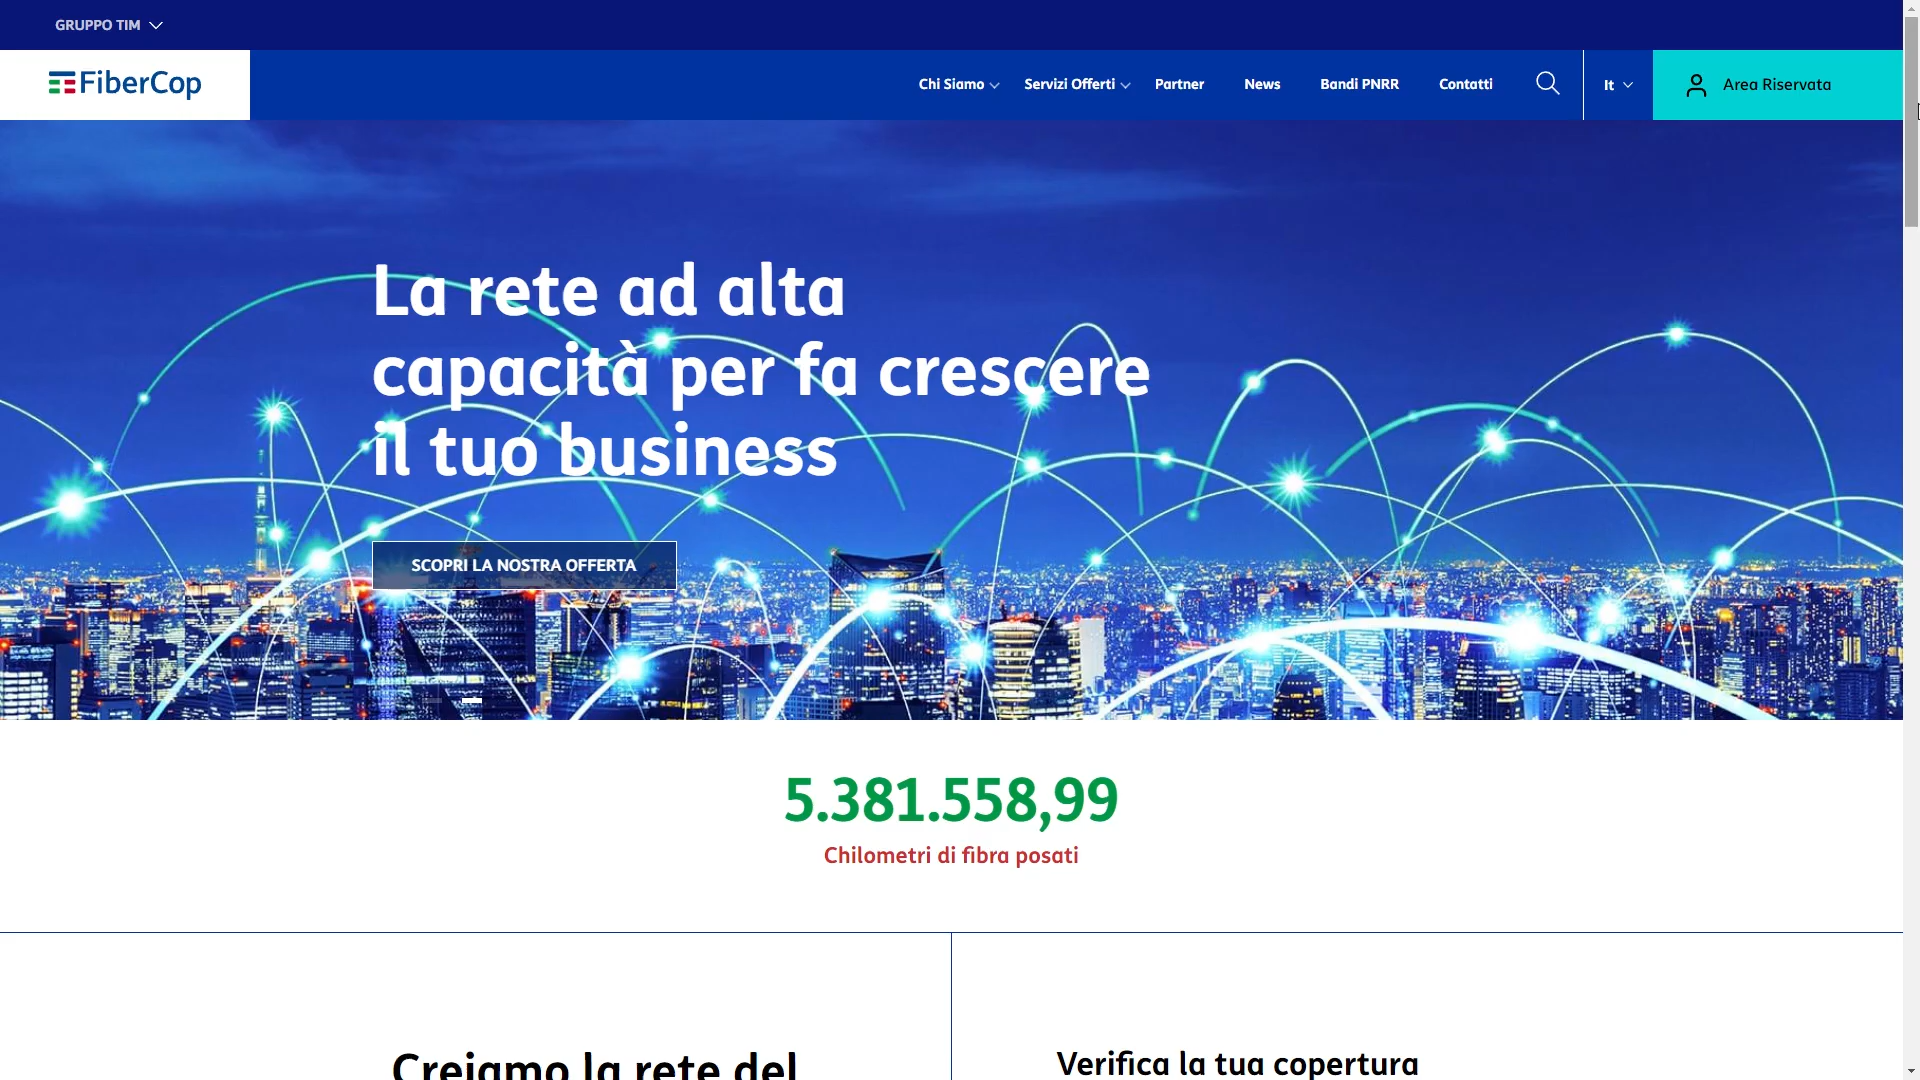 GRUPPO TIM
FiberCop
Chi Siamo
Servizi Offerti
Partner
News
Bandi PNRR
Contatti
It
Area Riservata
La rete ad alta
capacità per fa crescere
il tuo business
SCOPRI LA NOSTRA OFFERTA
5.381.558,99
Chilometri di fibra posati
Creiamo la rete del
Verifica la tua copertura